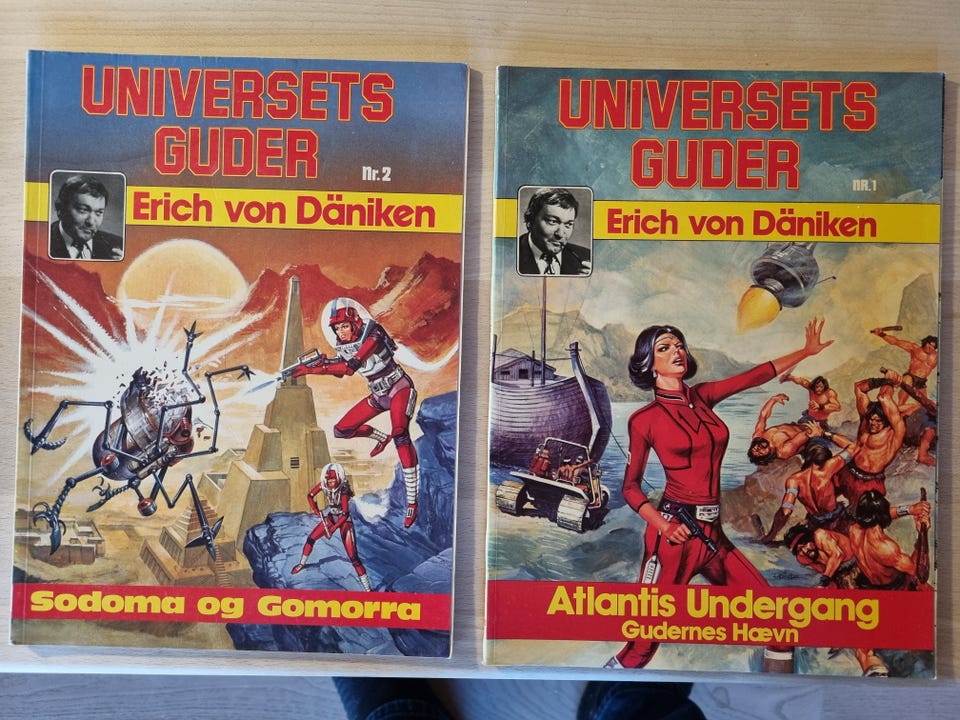 UNIVERSETS
GUDER
Nr.2
Erich von Däniken
Sodoma og Gomorra
UNIVERSETS
GUDER
NR.1
Erich von Däniken
Atlantis Undergang
Gudernes Hævn